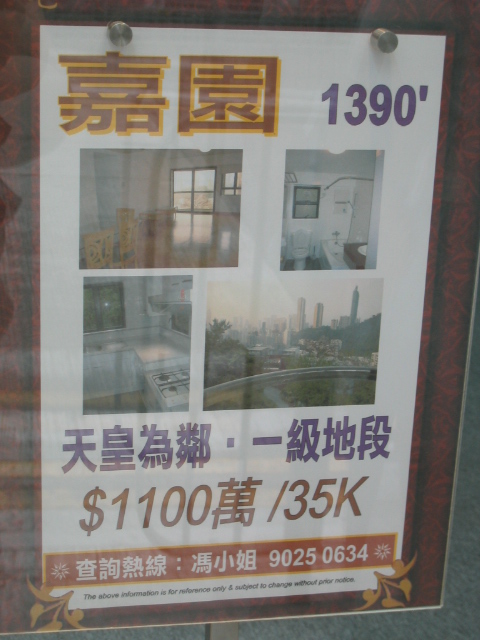 嘉園 1390'
天皇為鄰．一級地段
$1100萬 /35K
查詢熱線：馮小姐 9025 0634
The above information is for reference only & subject to change without prior notice.